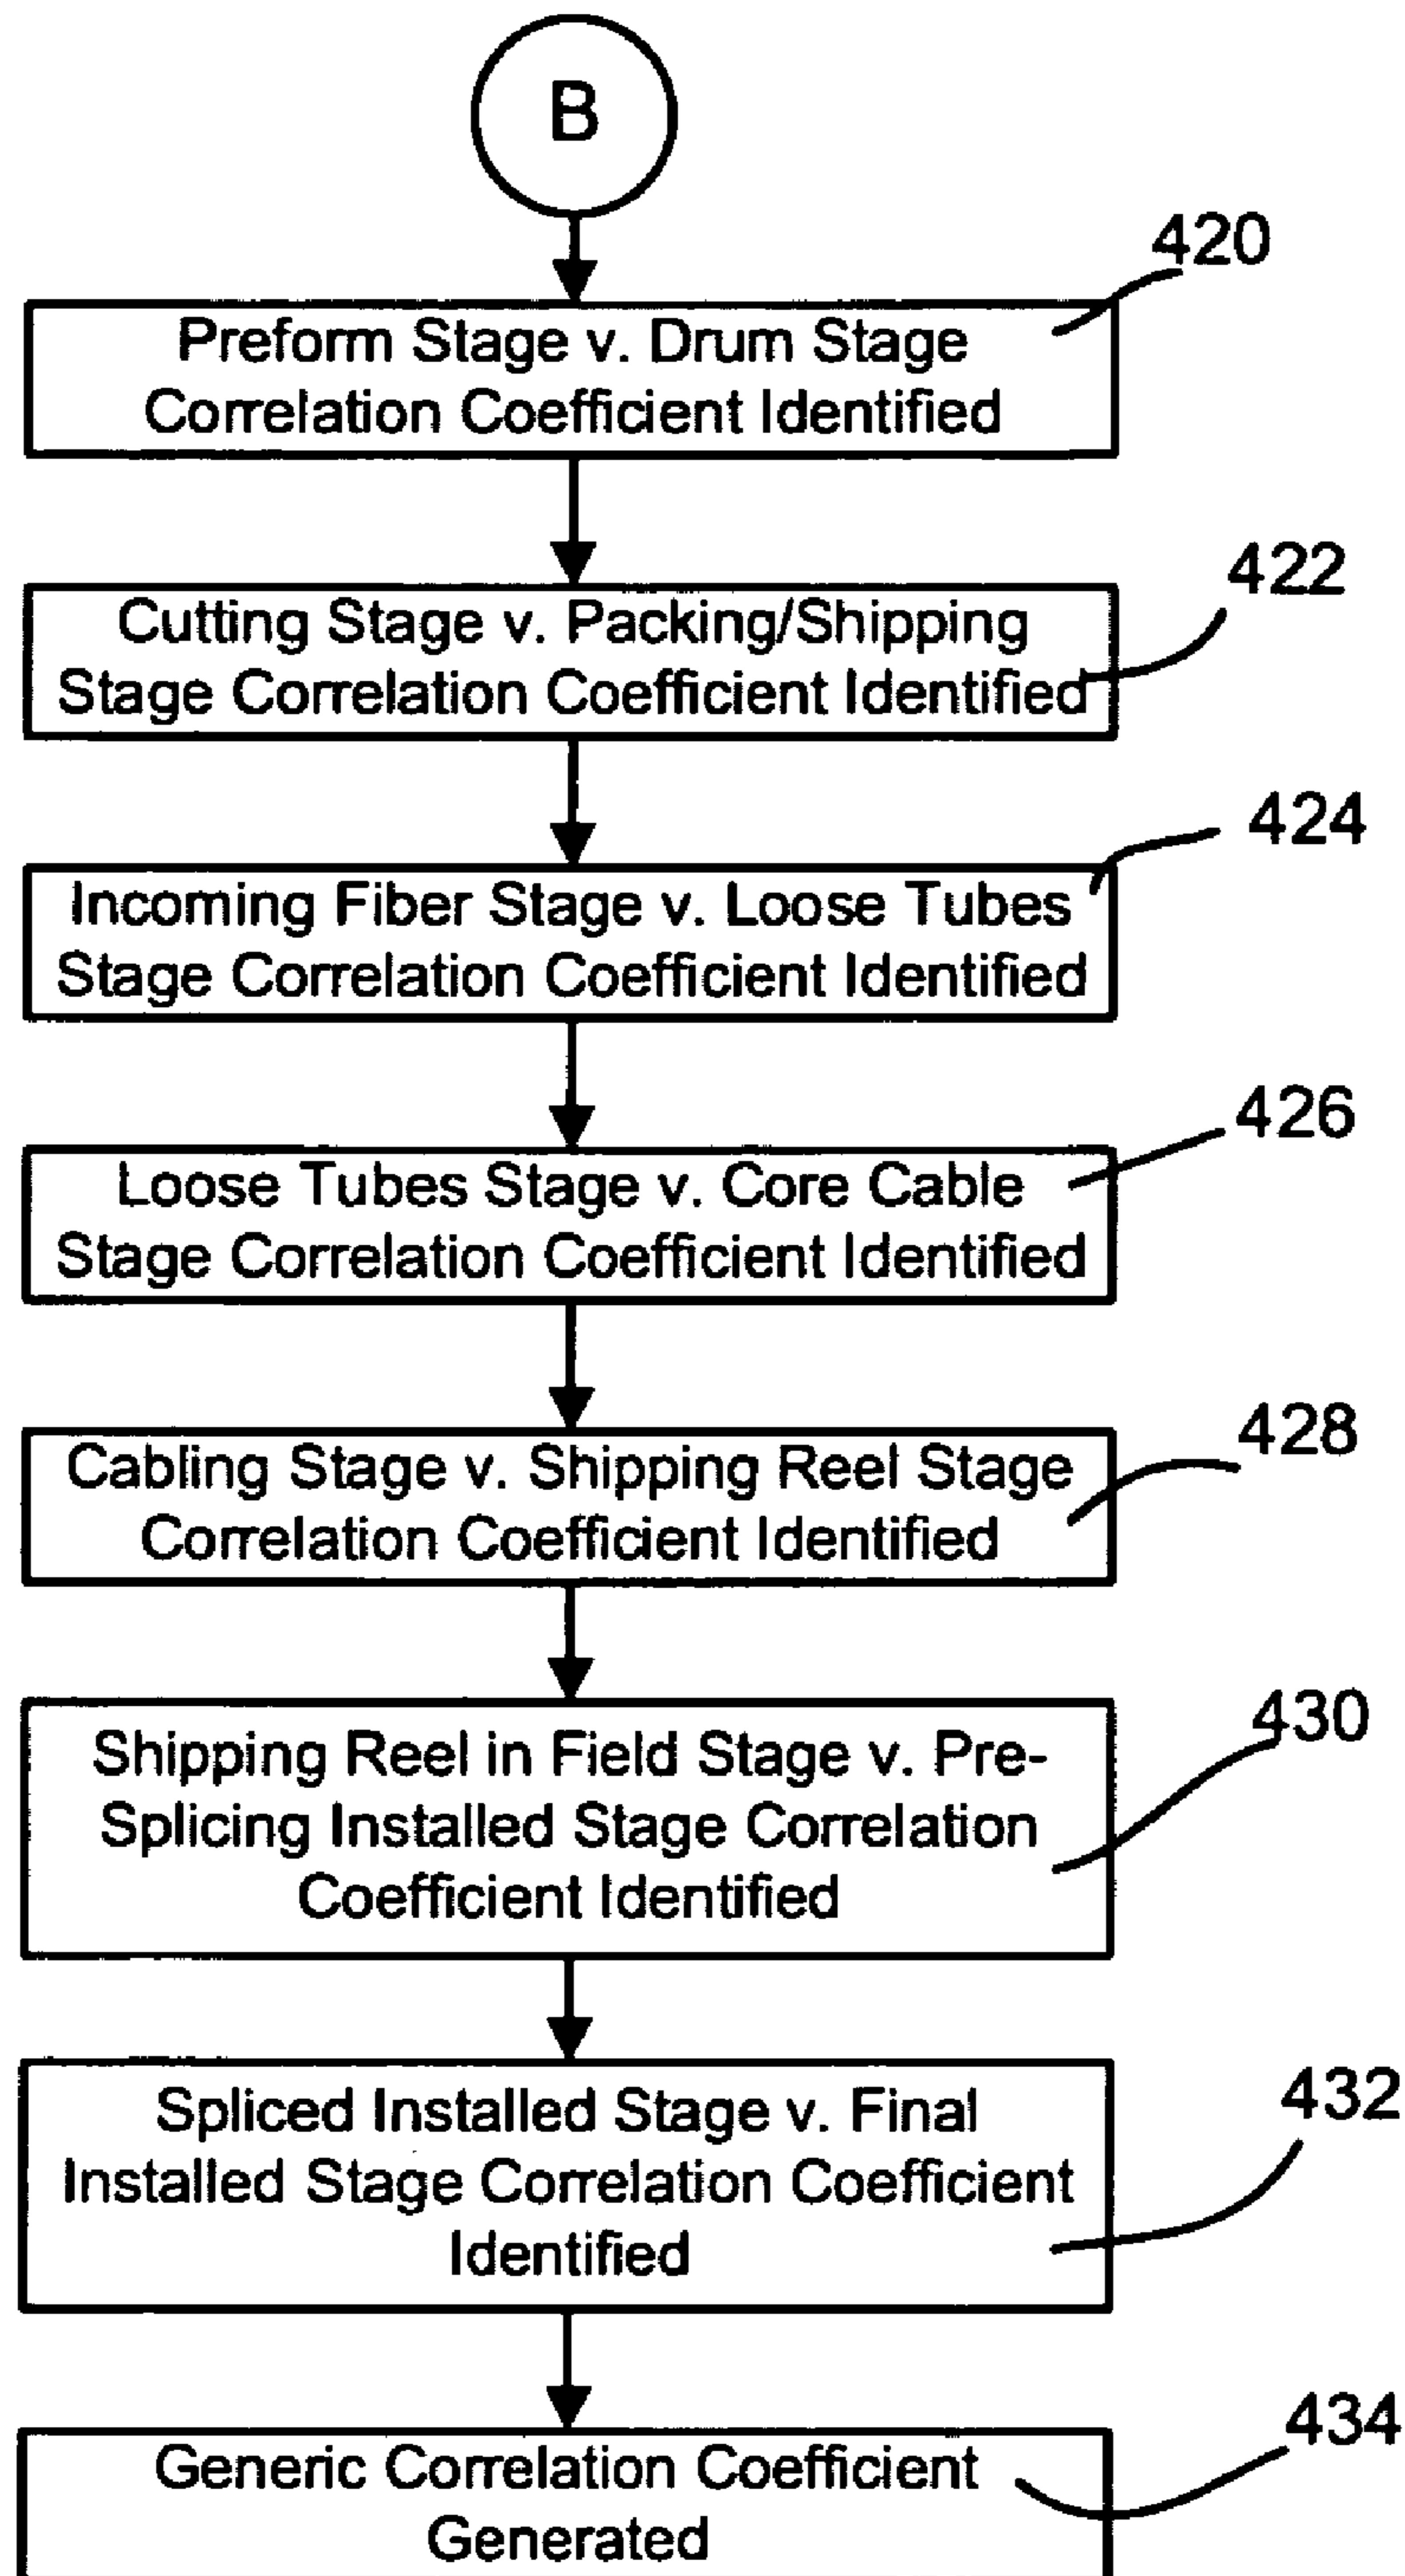 B
420
Preform Stage v. Drum Stage
Correlation Coefficient Identified
422
Cutting Stage v. Packing/Shipping
Stage Correlation Coefficient Identified
424
Incoming Fiber Stage v. Loose Tubes
Stage Correlation Coefficient Identified
426
Loose Tubes Stage v. Core Cable
Stage Correlation Coefficient Identified
428
Cabling Stage v. Shipping Reel Stage
Correlation Coefficient Identified
430
Shipping Reel in Field Stage v. Pre-
Splicing Installed Stage Correlation
Coefficient Identified
432
Spliced Installed Stage v. Final
Installed Stage Correlation Coefficient
Identified
434
Generic Correlation Coefficient
Generated